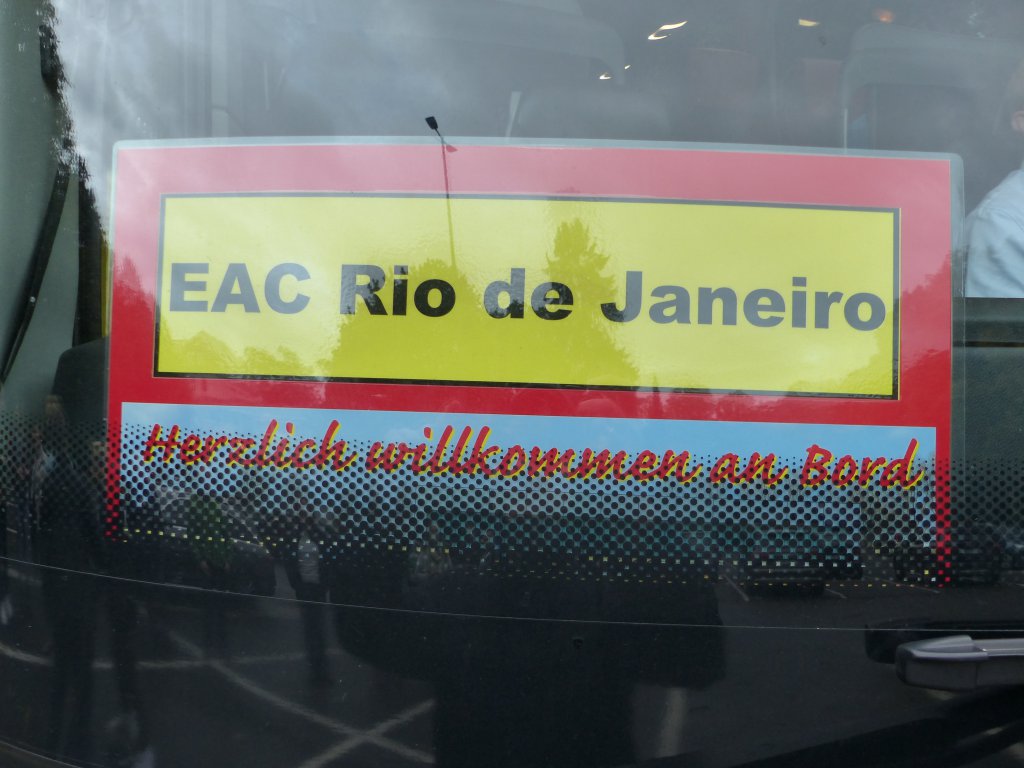 EAC Rio de Janeiro
Herzlich willkommen an Bord